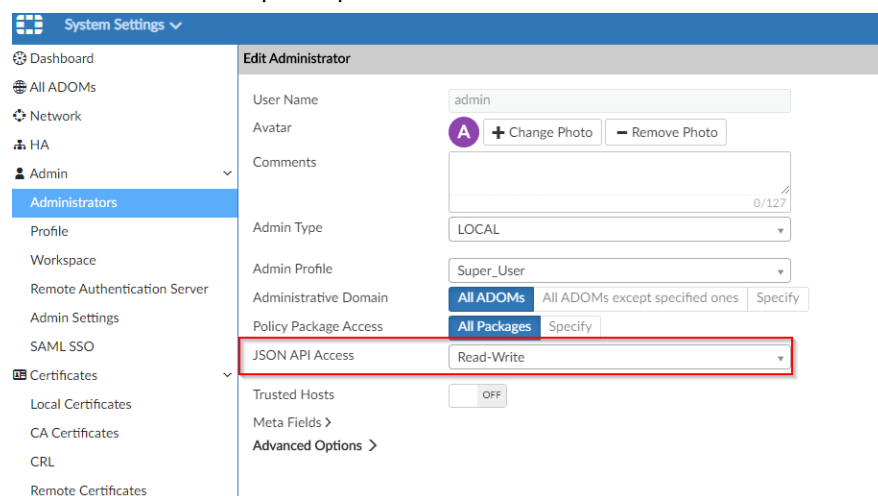 System Settings
Dashboard
All ADOMs
Network
HA
Admin
Administrators
Profile
Workspace
Remote Authentication Server
Admin Settings
SAML SSO
Certificates
Local Certificates
CA Certificates
CRL
Remote Certificates
Edit Administrator
User Name admin
Avatar A + Change Photo − Remove Photo
Comments
0/127
Admin Type LOCAL
Admin Profile Super_User
Administrative Domain All ADOMs All ADOMs except specified ones Specify
Policy Package Access All Packages Specify
JSON API Access Read-Write
Trusted Hosts OFF
Meta Fields >
Advanced Options >